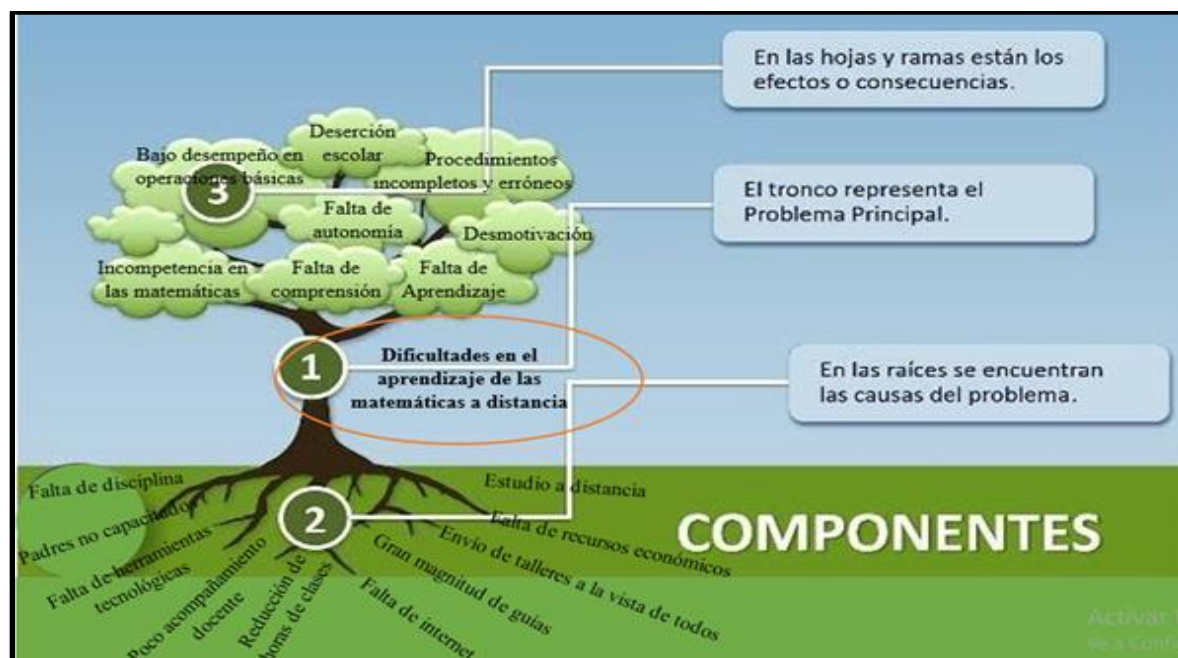 En las hojas y ramas están los
efectos o consecuencias.
Deserción
escolar
Bajo desempeño en
operaciones básicas
Procedimientos
incompletos y erróneos
3
El tronco representa el
Problema Principal.
Falta de
autonomía
Desmotivación
Incompetencia en
las matemáticas
Falta de
comprensión
Falta de
Aprendizaje
1
Dificultades en el
aprendizaje de las
matemáticas a distancia
En las raíces se encuentran
las causas del problema.
Falta de disciplina
Padres no capacitados
Falta de herramientas
tecnológicas
Poco acompañamiento
docente
Reducción de
horas de clases
2
Falta de internet
Gran magnitud de guías
Envío de talleres a la vista de todos
Falta de recursos económicos
Estudio a distancia
COMPONENTES
Activar
Ve a Confi